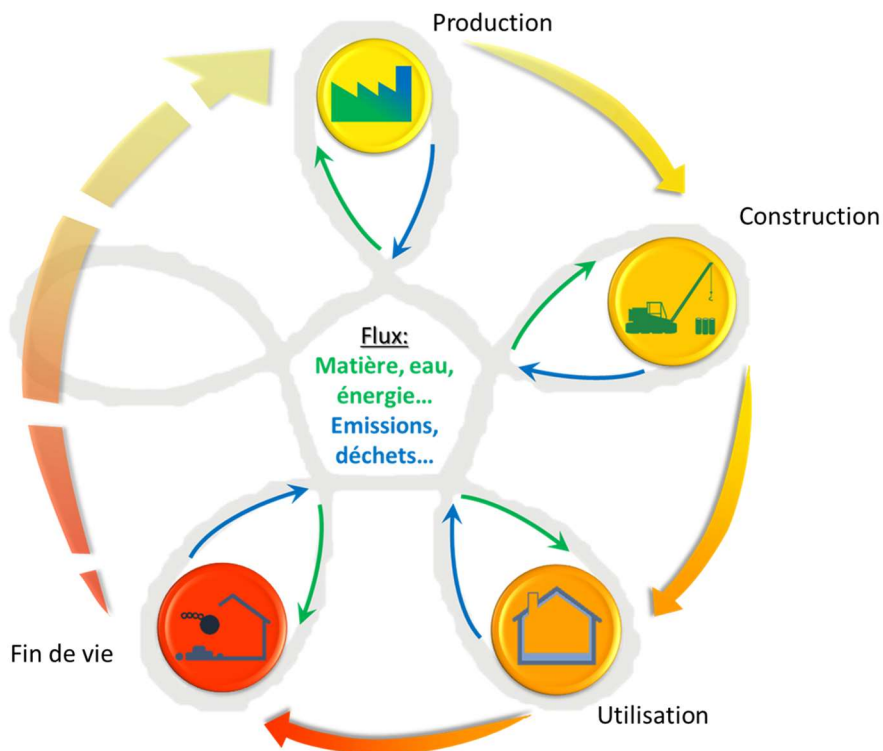 Production
Construction
Flux:
Matière, eau,
énergie...
Emissions,
déchets...
Fin de vie
Utilisation